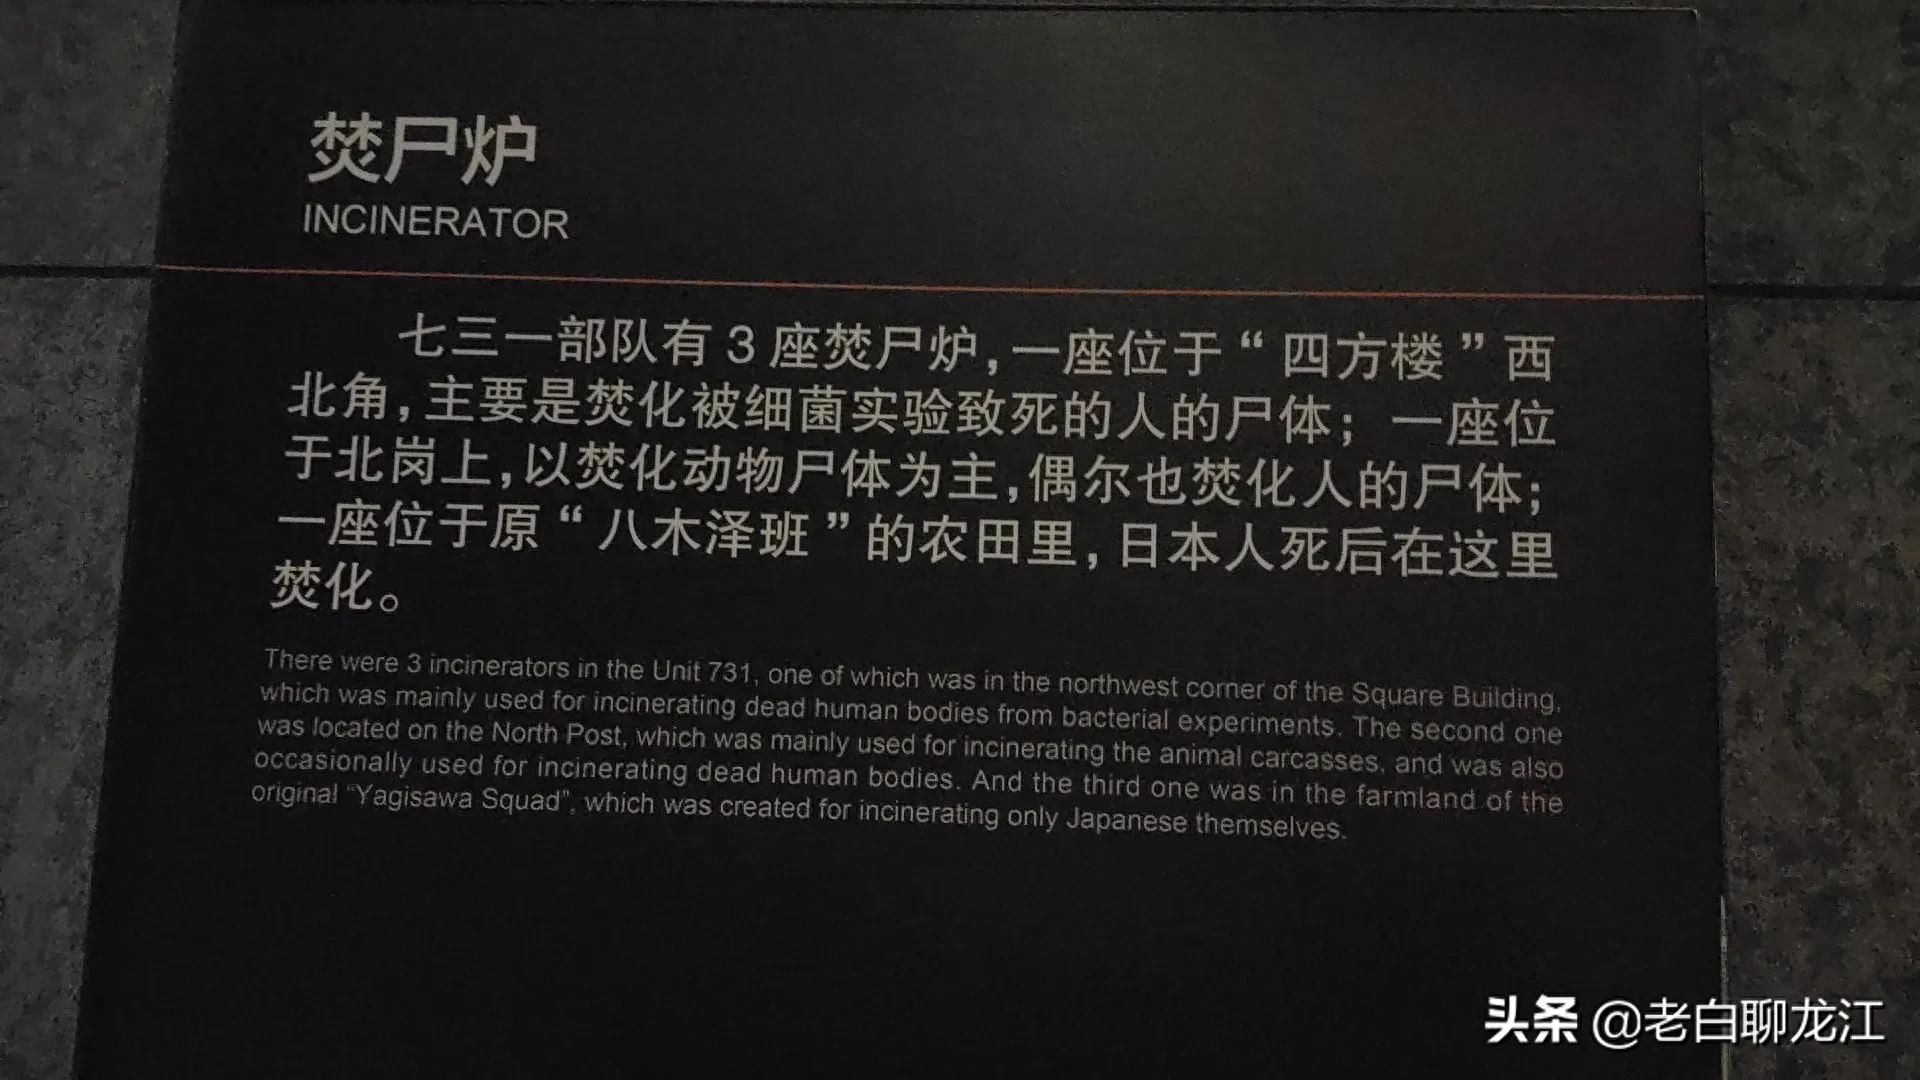 焚尸炉
INCINERATOR
七三一部队有3座焚尸炉，一座位于“四方楼”西
北角，主要是焚化被细菌实验致死的人的尸体；一座位
于北岗上，以焚化动物尸体为主，偶尔也焚化人的尸体；
一座位于原“八木泽班”的农田里，日本人死后在这里
焚化。
There were 3 incinerators in the Unit 731, one of which was in the northwest corner of the Square Building,
which was mainly used for incinerating dead human bodies from bacterial experiments. The second one
was located on the North Post, which was mainly used for incinerating the animal carcasses, and was also
occasionally used for incinerating dead human bodies. And the third one was in the farmland of the
original “Yagisawa Squad”, which was created for incinerating only Japanese themselves.
头条 @老白聊龙江